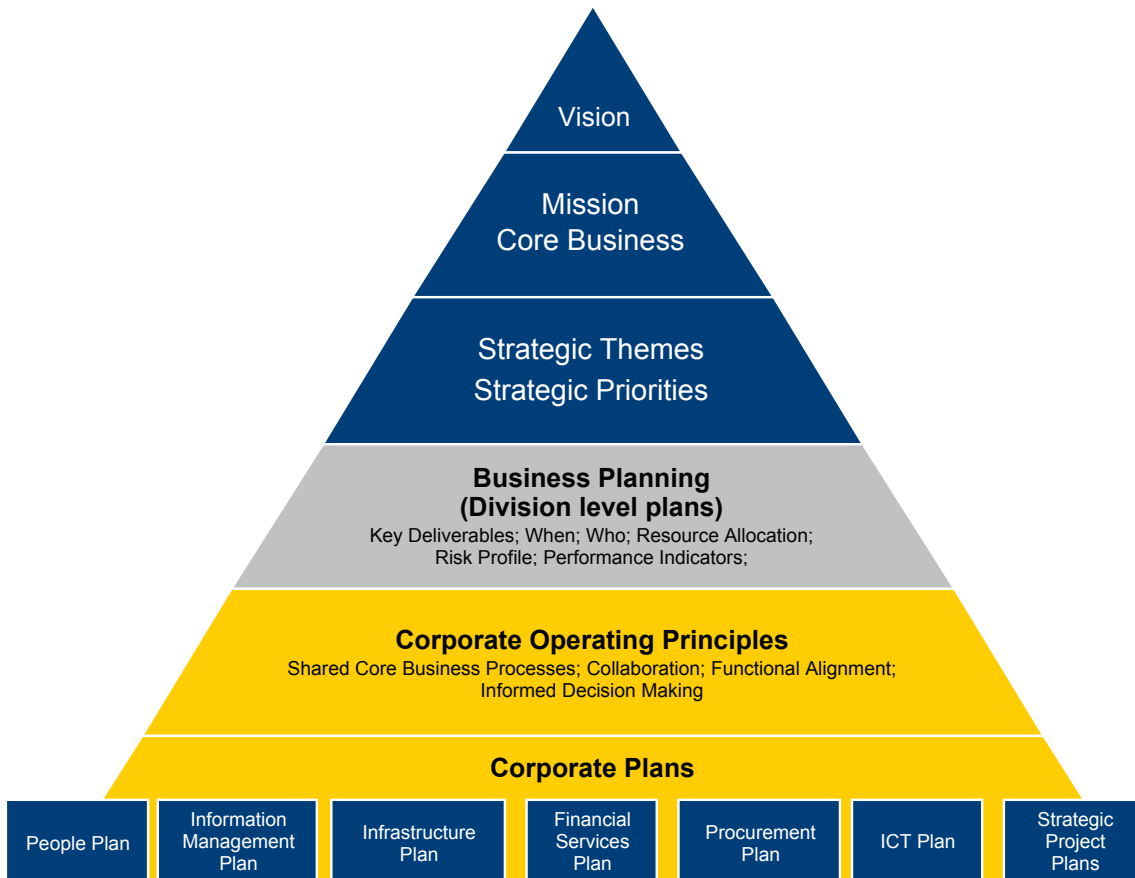 Vision
Mission
Core Business
Strategic Themes
Strategic Priorities
Business Planning
(Division level plans)
Key Deliverables; When; Who; Resource Allocation;
Risk Profile; Performance Indicators;
Corporate Operating Principles
Shared Core Business Processes; Collaboration; Functional Alignment;
Informed Decision Making
Corporate Plans
People Plan
Information
Management
Plan
Infrastructure
Plan
Financial
Services
Plan
Procurement
Plan
ICT Plan
Strategic
Project
Plans